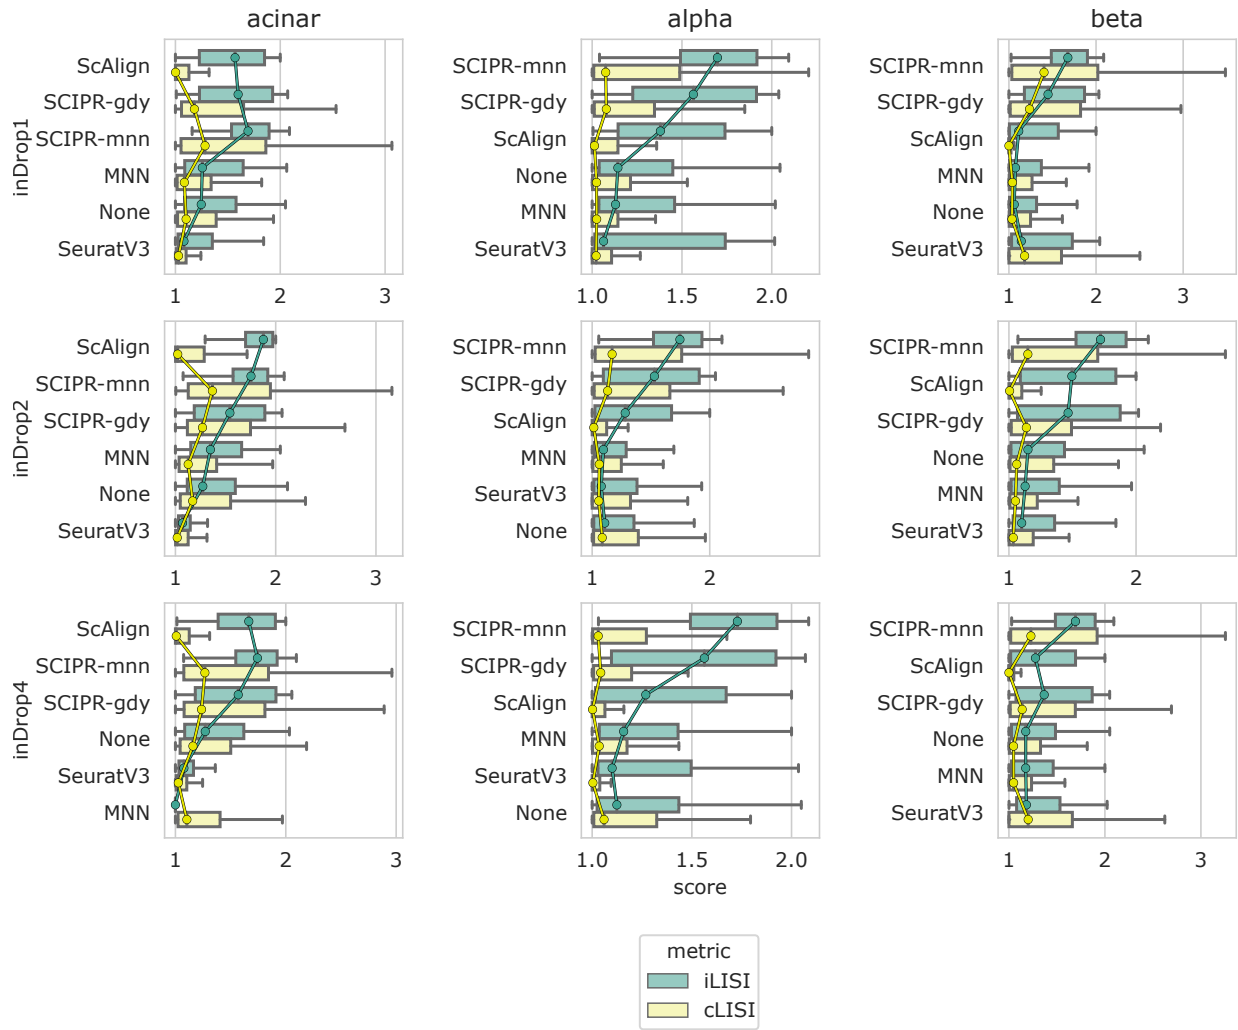 acinar
alpha
beta
inDrop1
ScAlign
SCIPR-gdy
SCIPR-mnn
MNN
None
SeuratV3
1 2 3
SCIPR-mnn
SCIPR-gdy
ScAlign
None
MNN
SeuratV3
1.0 1.5 2.0
SCIPR-mnn
SCIPR-gdy
ScAlign
MNN
None
SeuratV3
1 2 3
inDrop2
ScAlign
SCIPR-mnn
SCIPR-gdy
MNN
None
SeuratV3
1 2 3
SCIPR-mnn
SCIPR-gdy
ScAlign
MNN
SeuratV3
None
1 2
SCIPR-mnn
ScAlign
SCIPR-gdy
None
MNN
SeuratV3
1 2
inDrop4
ScAlign
SCIPR-mnn
SCIPR-gdy
None
SeuratV3
MNN
1 2 3
SCIPR-mnn
SCIPR-gdy
ScAlign
MNN
SeuratV3
None
1.0 1.5 2.0
score
SCIPR-mnn
ScAlign
SCIPR-gdy
None
MNN
SeuratV3
1 2 3
metric
iLISI
cLISI